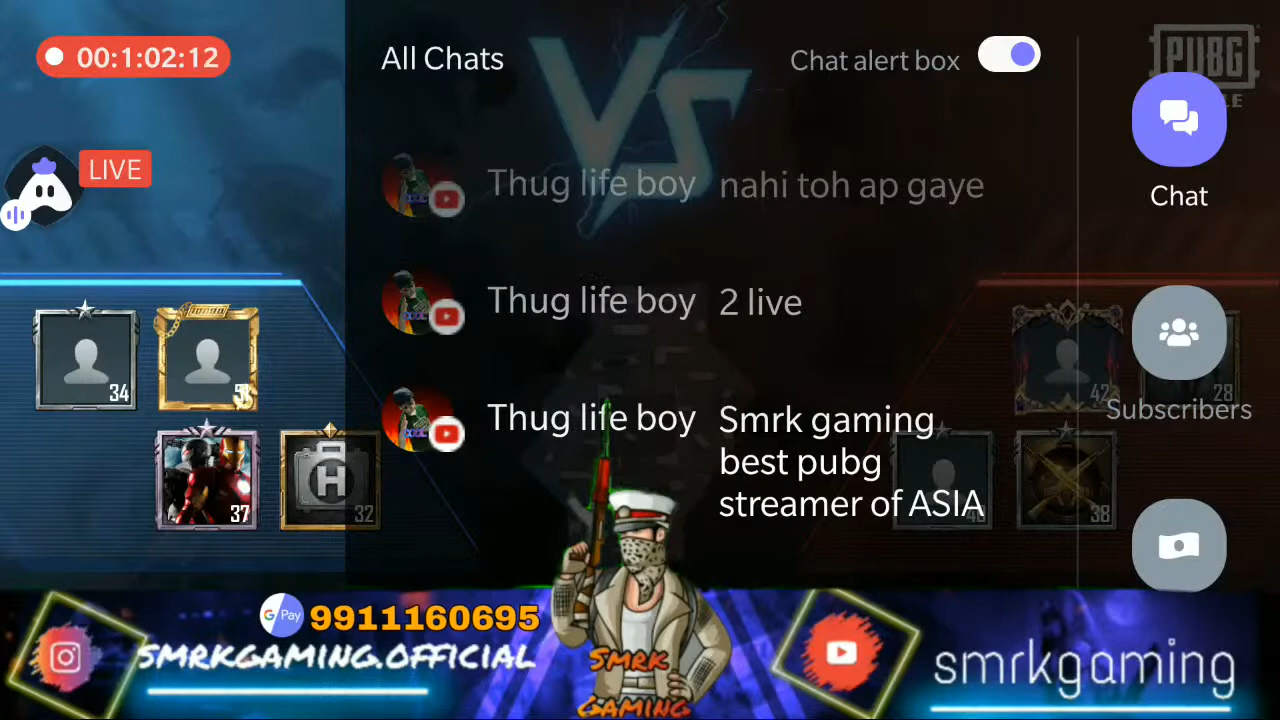 00:1:02:12
All Chats
Chat alert box
VS
PUBG
LIVE
Thug life boy nahi toh ap gaye
Chat
Thug life boy 2 live
34
42
28
Subscribers
Thug life boy Smrk gaming
best pubg
streamer of ASIA
37
H
32
38
G Pay 9911160695
SMRKGAMING.OFFICIAL
SMRK
GAMING
smrkgaming